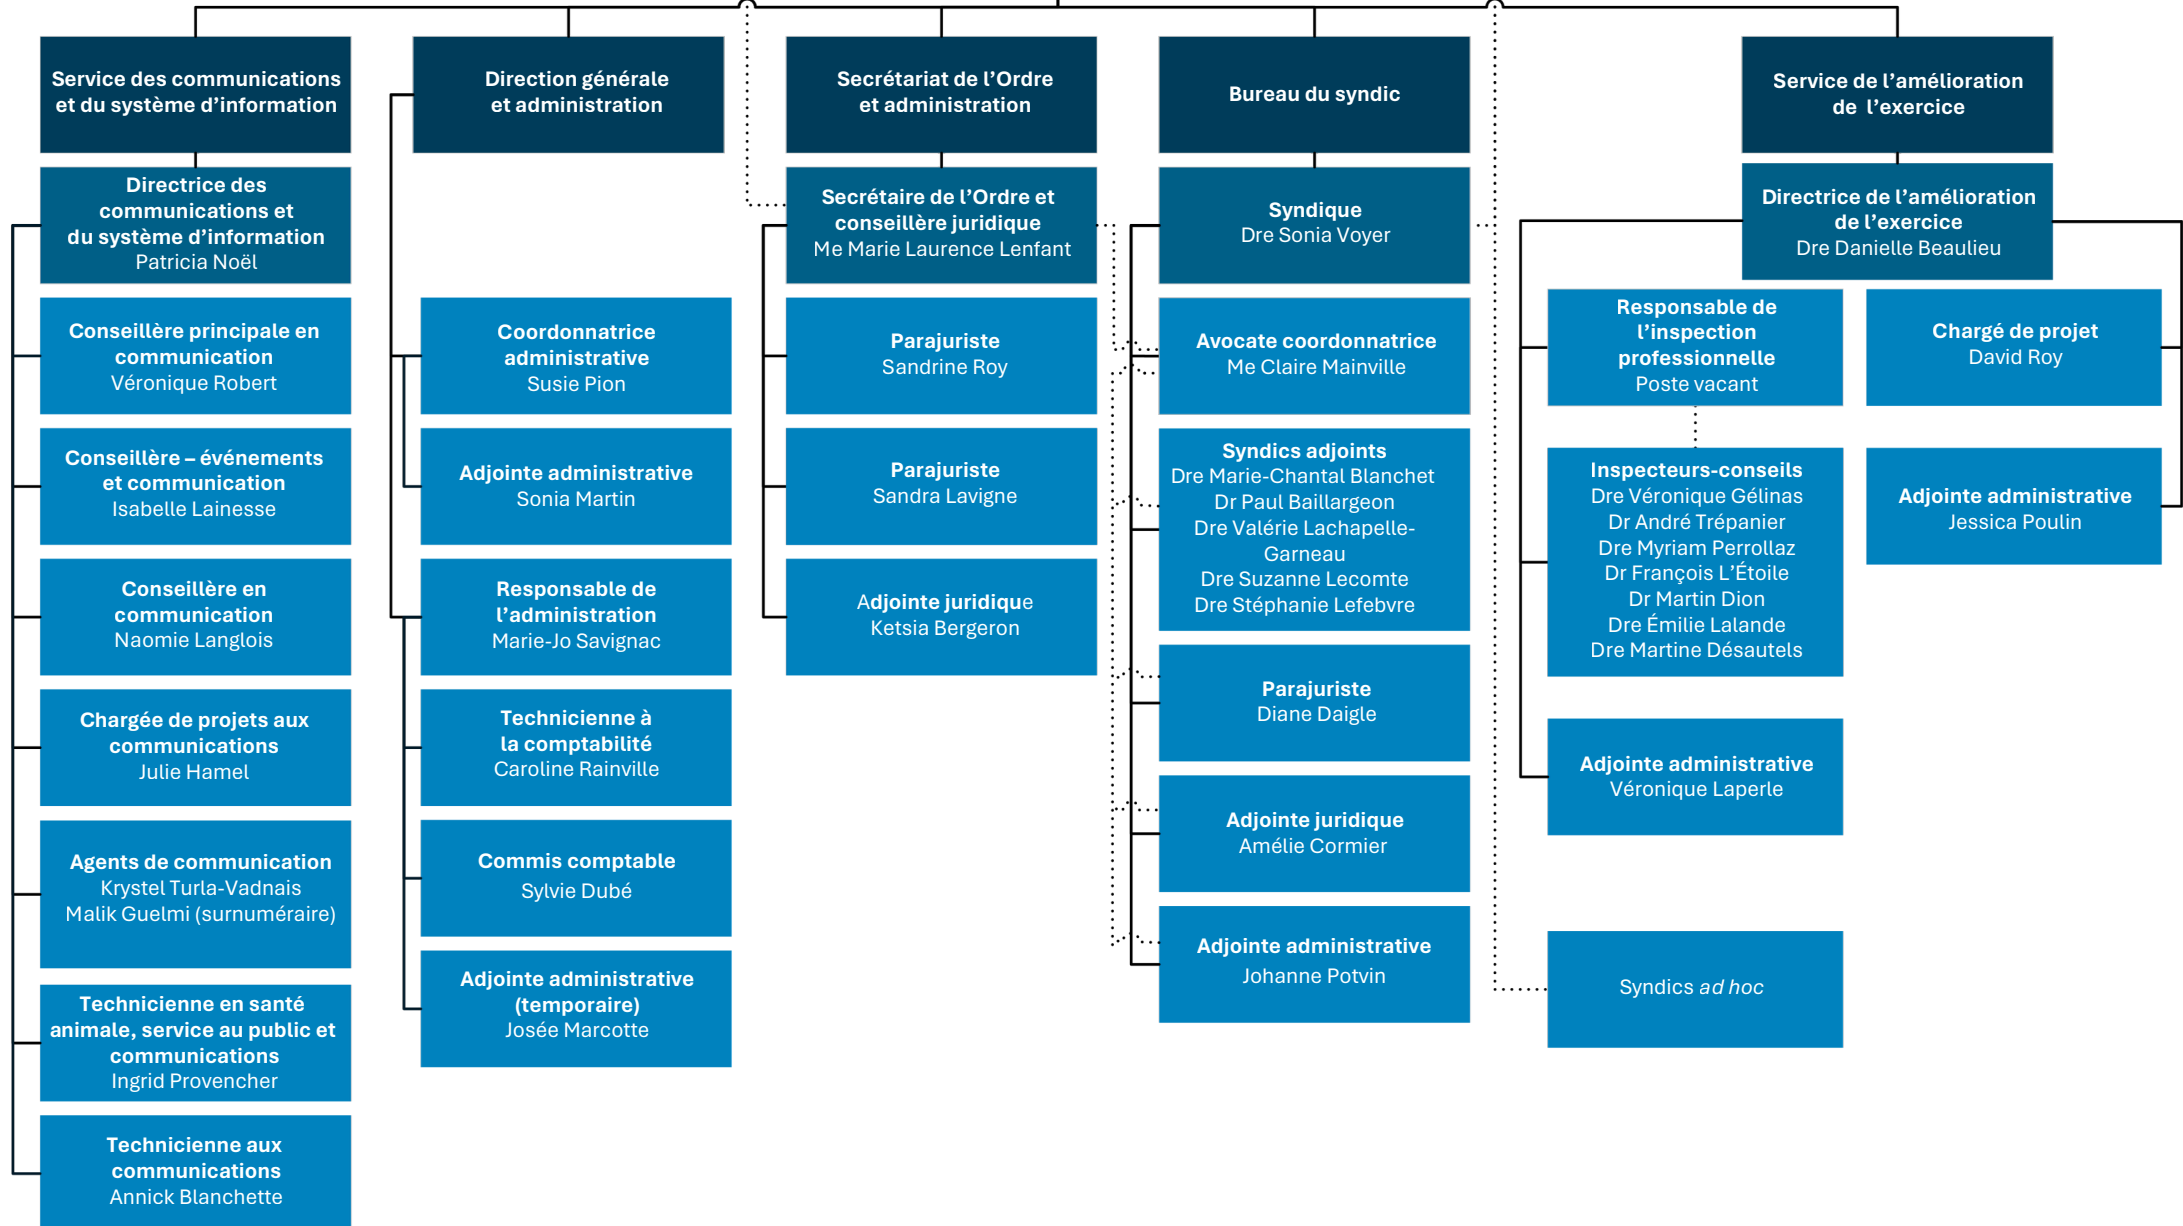 Service des communications
et du système d’information
Directrice des
communications et
du système d’information
Patricia Noël
Conseillère principale en
communication
Véronique Robert
Conseillère – événements
et communication
Isabelle Lainesse
Conseillère en
communication
Naomie Langlois
Chargée de projets aux
communications
Julie Hamel
Agents de communication
Krystel Turla-Vadnais
Malik Guelmi (surnuméraire)
Technicienne en santé
animale, service au public et
communications
Ingrid Provencher
Technicienne aux
communications
Annick Blanchette
Direction générale
et administration
Coordonnatrice
administrative
Susie Pion
Adjointe administrative
Sonia Martin
Responsable de
l’administration
Marie-Jo Savignac
Technicienne à
la comptabilité
Caroline Rainville
Commis comptable
Sylvie Dubé
Adjointe administrative
(temporaire)
Josée Marcotte
Secrétariat de l’Ordre
et administration
Secrétaire de l’Ordre et
conseillère juridique
Me Marie Laurence Lenfant
Parajuriste
Sandrine Roy
Parajuriste
Sandra Lavigne
Adjointe juridique
Ketsia Bergeron
Bureau du syndic
Syndique
Dre Sonia Voyer
Avocate coordonnatrice
Me Claire Mainville
Syndics adjoints
Dre Marie-Chantal Blanchet
Dr Paul Baillargeon
Dre Valérie Lachapelle-
Garneau
Dre Suzanne Lecomte
Dre Stéphanie Lefebvre
Parajuriste
Diane Daigle
Adjointe juridique
Amélie Cormier
Adjointe administrative
Johanne Potvin
Service de l’amélioration
de l’exercice
Directrice de l’amélioration
de l’exercice
Dre Danielle Beaulieu
Responsable de
l’inspection
professionnelle
Poste vacant
Inspecteurs-conseils
Dre Véronique Gélinas
Dr André Trépanier
Dre Myriam Perrollaz
Dr François L’Étoile
Dr Martin Dion
Dre Émilie Lalande
Dre Martine Désautels
Adjointe administrative
Véronique Laperle
Chargé de projet
David Roy
Adjointe administrative
Jessica Poulin
Syndics ad hoc